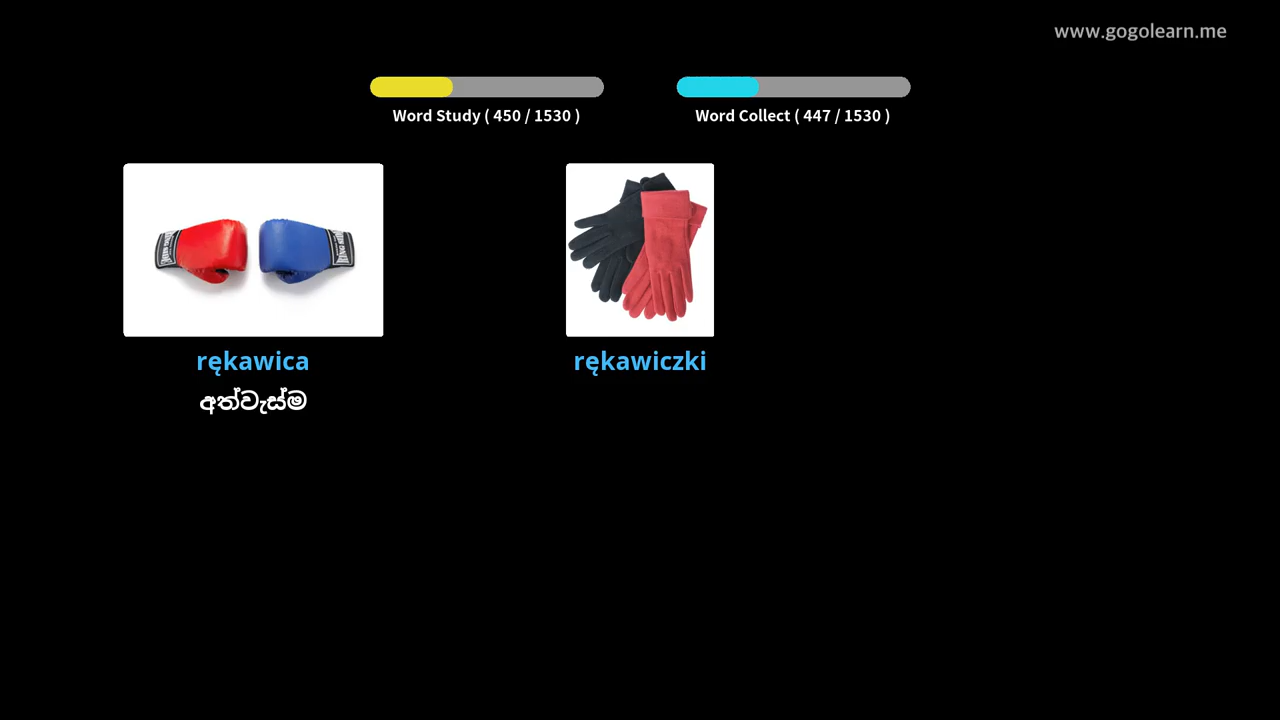 www.gogolearn.me
Word Study ( 450 / 1530 )
Word Collect ( 447 / 1530 )
rękawica
rękawiczki
අත්වැස්ම